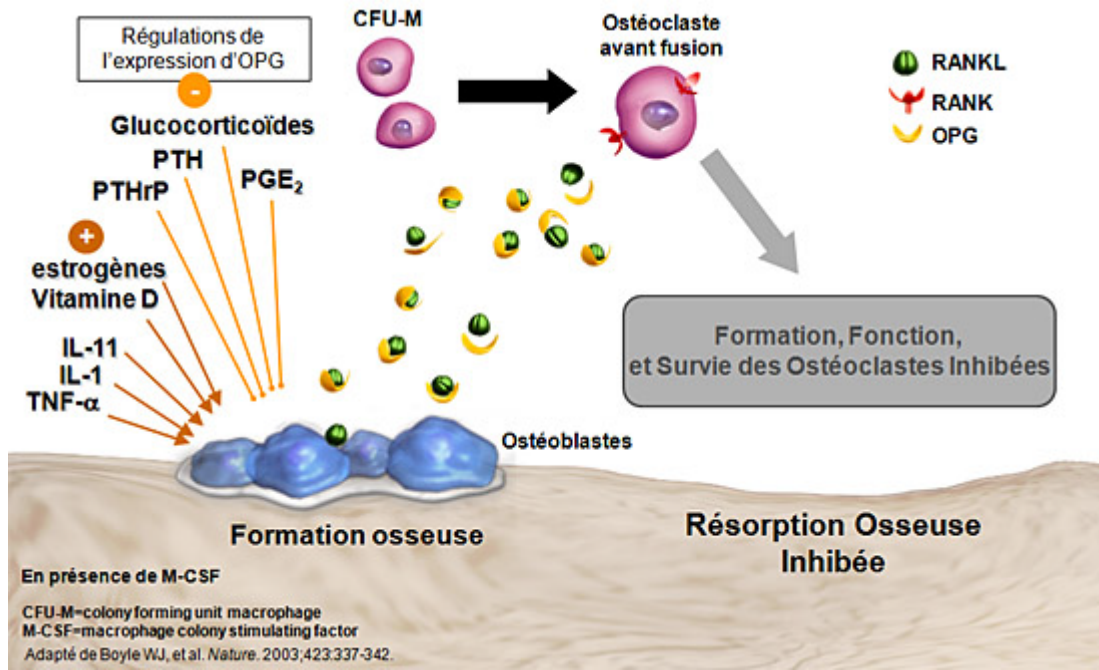 Régulations de
l'expression d'OPG
-
Glucocorticoïdes
PTH
PTHrP
PGE₂
+
estrogènes
Vitamine D
IL-11
IL-1
TNF-α
CFU-M
Ostéoclaste
avant fusion
RANKL
RANK
OPG
Formation, Fonction,
et Survie des Ostéoclastes Inhibées
Ostéoblastes
Formation osseuse
Résorption Osseuse
Inhibée
En présence de M-CSF
CFU-M=colony forming unit macrophage
M-CSF=macrophage colony stimulating factor
Adapté de Boyle WJ, et al. Nature. 2003;423:337-342.